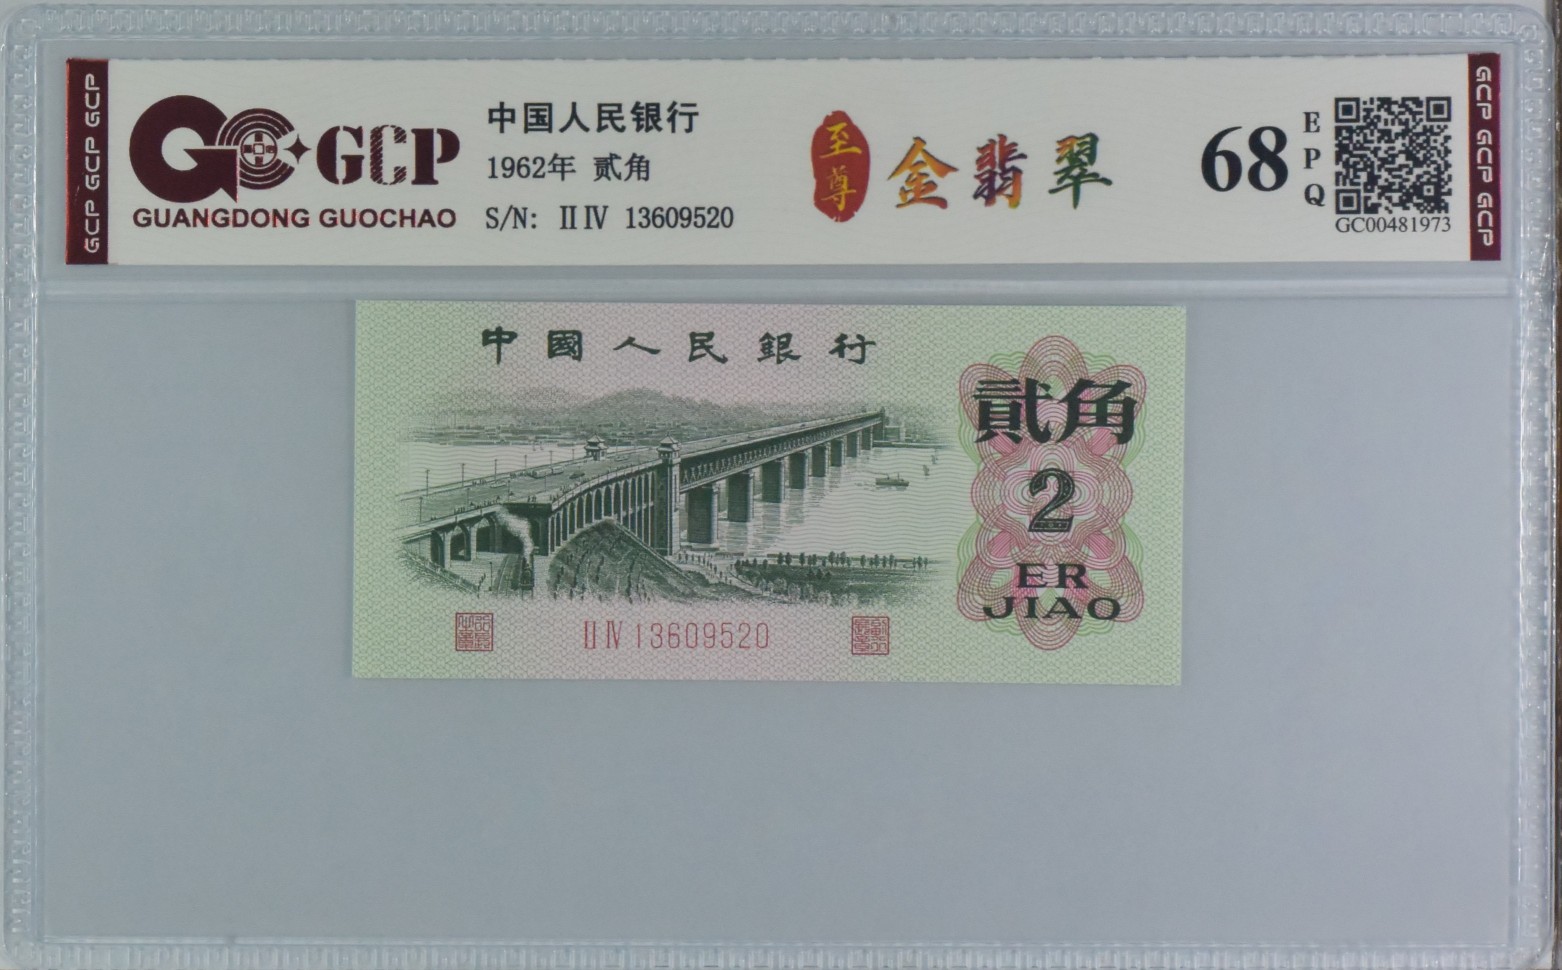 GCP GCP GCP
GCP
GUANGDONG GUOCHAO
中国人民银行
1962年 贰角
S/N: ⅡⅣ 13609520
至尊
金翡翠
68
EPQ
GC00481973
GCP GCP GCP
中國人民銀行
貳角
2
ER
JIAO
ⅡⅣ 13609520